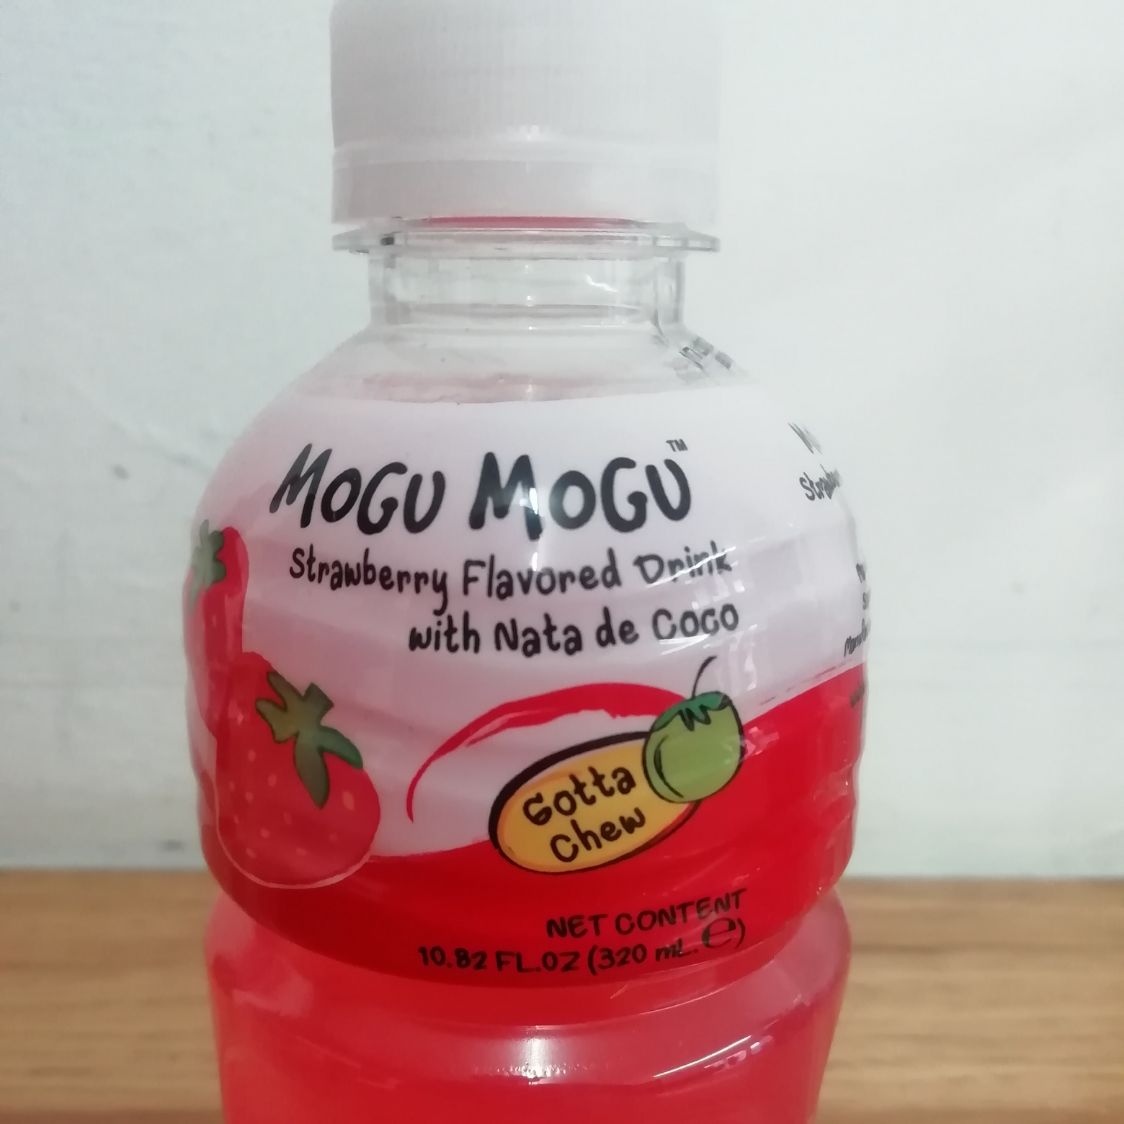 MOGU MOGU™
Strawberry Flavored Drink
with Nata de Coco
Gotta
Chew
NET CONTENT
10.82 FL.OZ (320 mL. ℮)